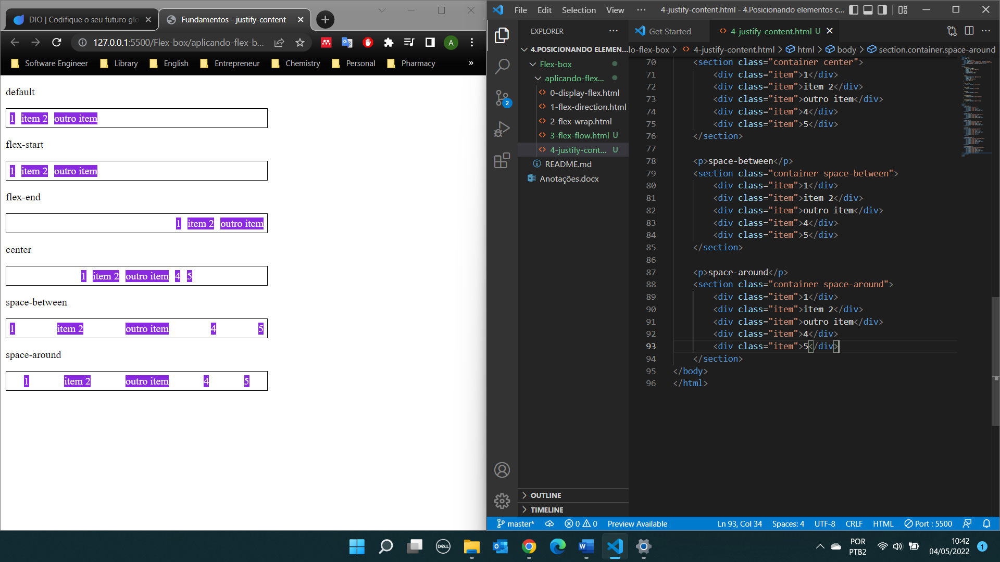 DIO | Codifique o seu futuro glo
Fundamentos - justify-content
127.0.0.1:5500/Flex-box/aplicando-flex-b...
A
Software Engineer
Library
English
Entrepreneur
Chemistry
Personal
Pharmacy
»
default
1 item 2 outro item
flex-start
1 item 2 outro item
flex-end
1 item 2 outro item
center
1 item 2 outro item 4 5
space-between
1 item 2 outro item 4 5
space-around
1 item 2 outro item 4 5
File Edit Selection View ···
4-justify-content.html - 4.Posicionando elementos c...
EXPLORER
4.POSICIONANDO ELEMEN...
Flex-box
aplicando-flex...
0-display-flex.html
1-flex-direction.html
2-flex-wrap.html
3-flex-flow.html U
4-justify-cont... U
README.md
Anotações.docx
OUTLINE
TIMELINE
2
Get Started
4-justify-content.html U
do-flex-box > 4-justify-content.html > html > body > section.container.space-around
70 <section class="container center">
71 <div class="item">1</div>
72 <div class="item">item 2</div>
73 <div class="item">outro item</div>
74 <div class="item">4</div>
75 <div class="item">5</div>
76 </section>
77
78 <p>space-between</p>
79 <section class="container space-between">
80 <div class="item">1</div>
81 <div class="item">item 2</div>
82 <div class="item">outro item</div>
83 <div class="item">4</div>
84 <div class="item">5</div>
85 </section>
86
87 <p>space-around</p>
88 <section class="container space-around">
89 <div class="item">1</div>
90 <div class="item">item 2</div>
91 <div class="item">outro item</div>
92 <div class="item">4</div>
93 <div class="item">5</div>
94 </section>
95 </body>
96 </html>
master* 0 0 Preview Available Ln 93, Col 34 Spaces: 4 UTF-8 CRLF HTML Port : 5500
DELL
POR
PTB2
10:42
04/05/2022
1